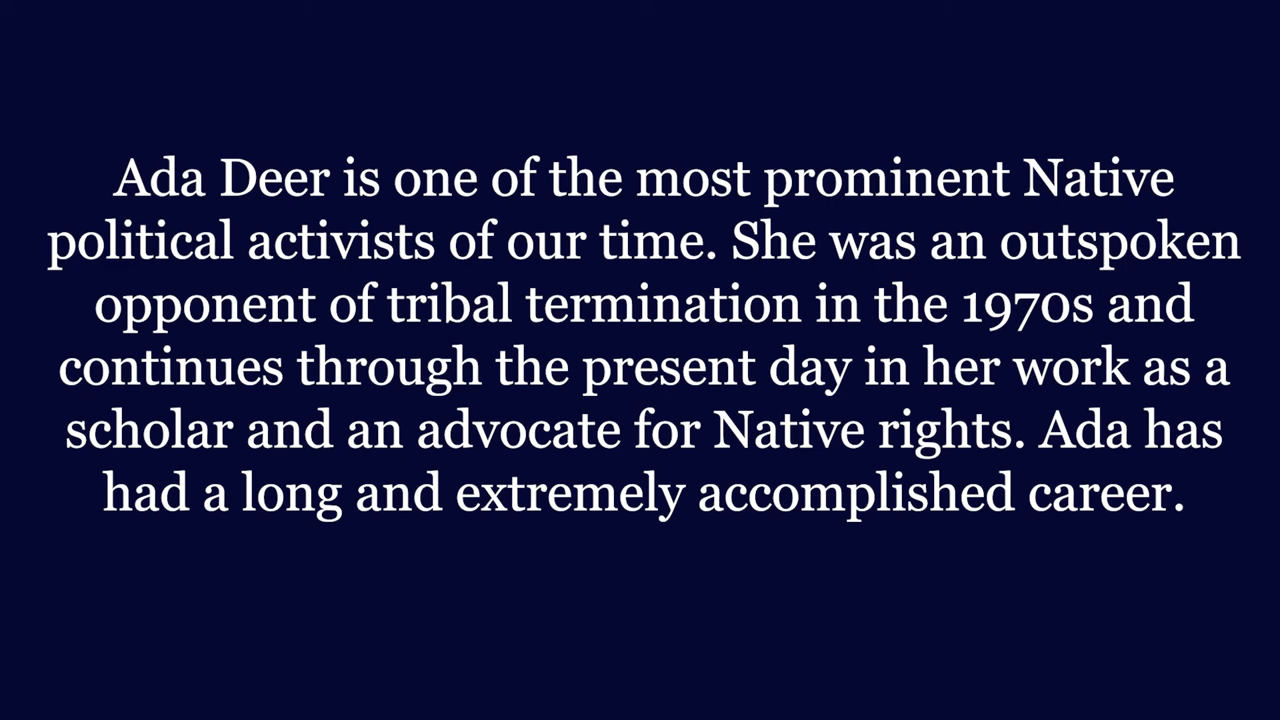 Ada Deer is one of the most prominent Native
political activists of our time. She was an outspoken
opponent of tribal termination in the 1970s and
continues through the present day in her work as a
scholar and an advocate for Native rights. Ada has
had a long and extremely accomplished career.